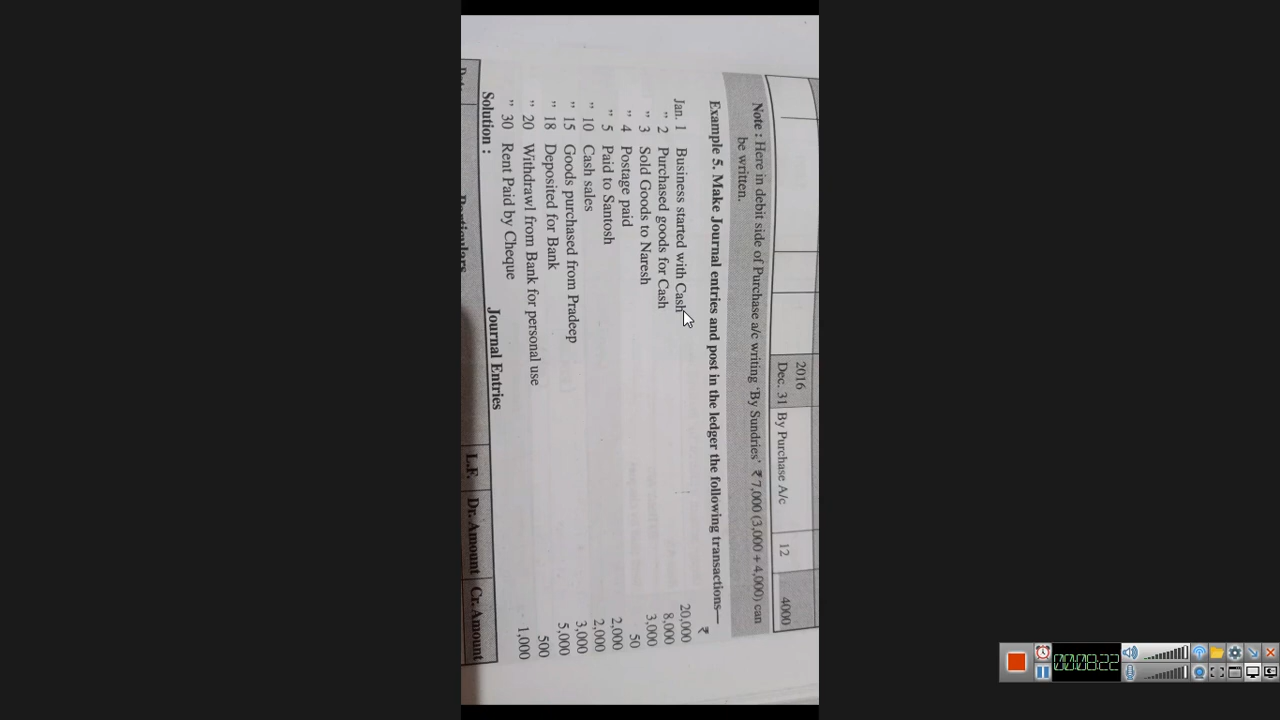 2016
Dec. 31 By Purchase A/c 12 4000
Note : Here in debit side of Purchase a/c writing 'By Sundries' ₹ 7,000 (3,000 + 4,000) can
be written.
Example 5. Make Journal entries and post in the ledger the following transactions—
₹
Jan. 1 Business started with Cash 20,000
" 2 Purchased goods for Cash 8,000
" 3 Sold Goods to Naresh 3,000
" 4 Postage paid 50
" 5 Paid to Santosh 2,000
" 10 Cash sales 2,000
" 15 Goods purchased from Pradeep 3,000
" 18 Deposited for Bank 5,000
" 20 Withdrawl from Bank for personal use 500
" 30 Rent Paid by Cheque 1,000
Solution : Journal Entries
Date Particulars L.F. Dr. Amount Cr. Amount
00:08:22